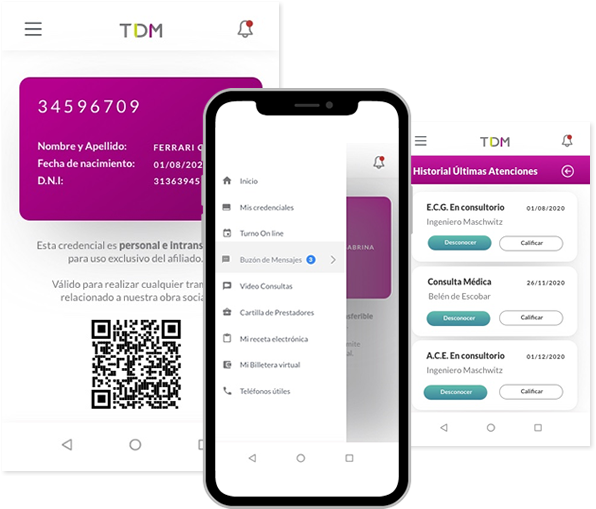 TDM
34596709
Nombre y Apellido: FERRARI
Fecha de nacimiento: 01/08/202
D.N.I: 31363945
Esta credencial es personal e intrans
para uso exclusivo del afiliado.
Válido para realizar cualquier tram
relacionado a nuestra obra socia
Inicio
Mis credenciales
Turno On line
Buzón de Mensajes 3
Video Consultas
Cartilla de Prestadores
Mi receta electrónica
Mi Billetera virtual
Teléfonos útiles
ABRINA
sferible
ámite
al.
TDM
Historial Últimas Atenciones
E.C.G. En consultorio 01/08/2020
Ingeniero Maschwitz
Desconocer Calificar
Consulta Médica 26/11/2020
Belén de Escobar
Desconocer Calificar
A.C.E. En consultorio 01/12/2020
Ingeniero Maschwitz
Desconocer Calificar